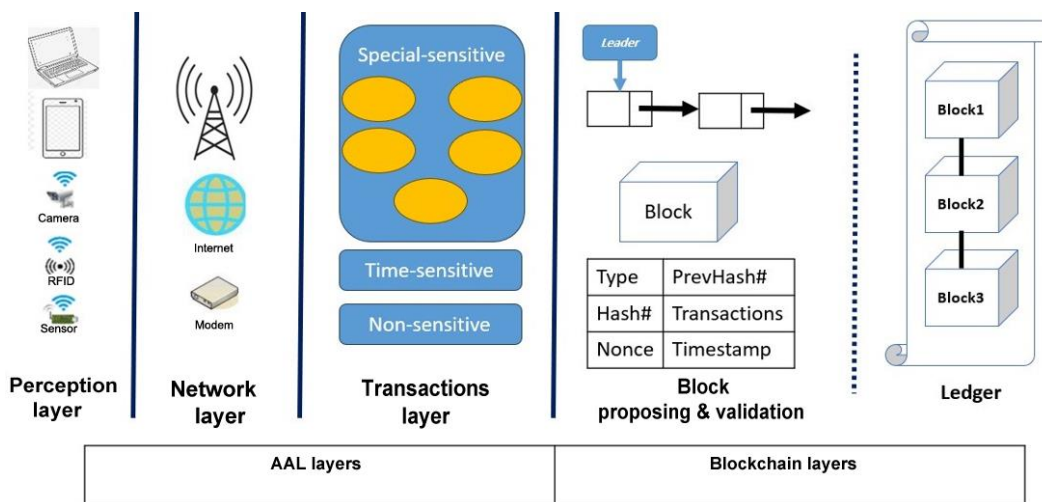 Camera
RFID
Sensor
Perception
layer
Internet
Modem
Network
layer
Special-sensitive
Time-sensitive
Non-sensitive
Transactions
layer
Leader
Block
Type PrevHash#
Hash# Transactions
Nonce Timestamp
Block
proposing & validation
Block1
Block2
Block3
Ledger
AAL layers Blockchain layers